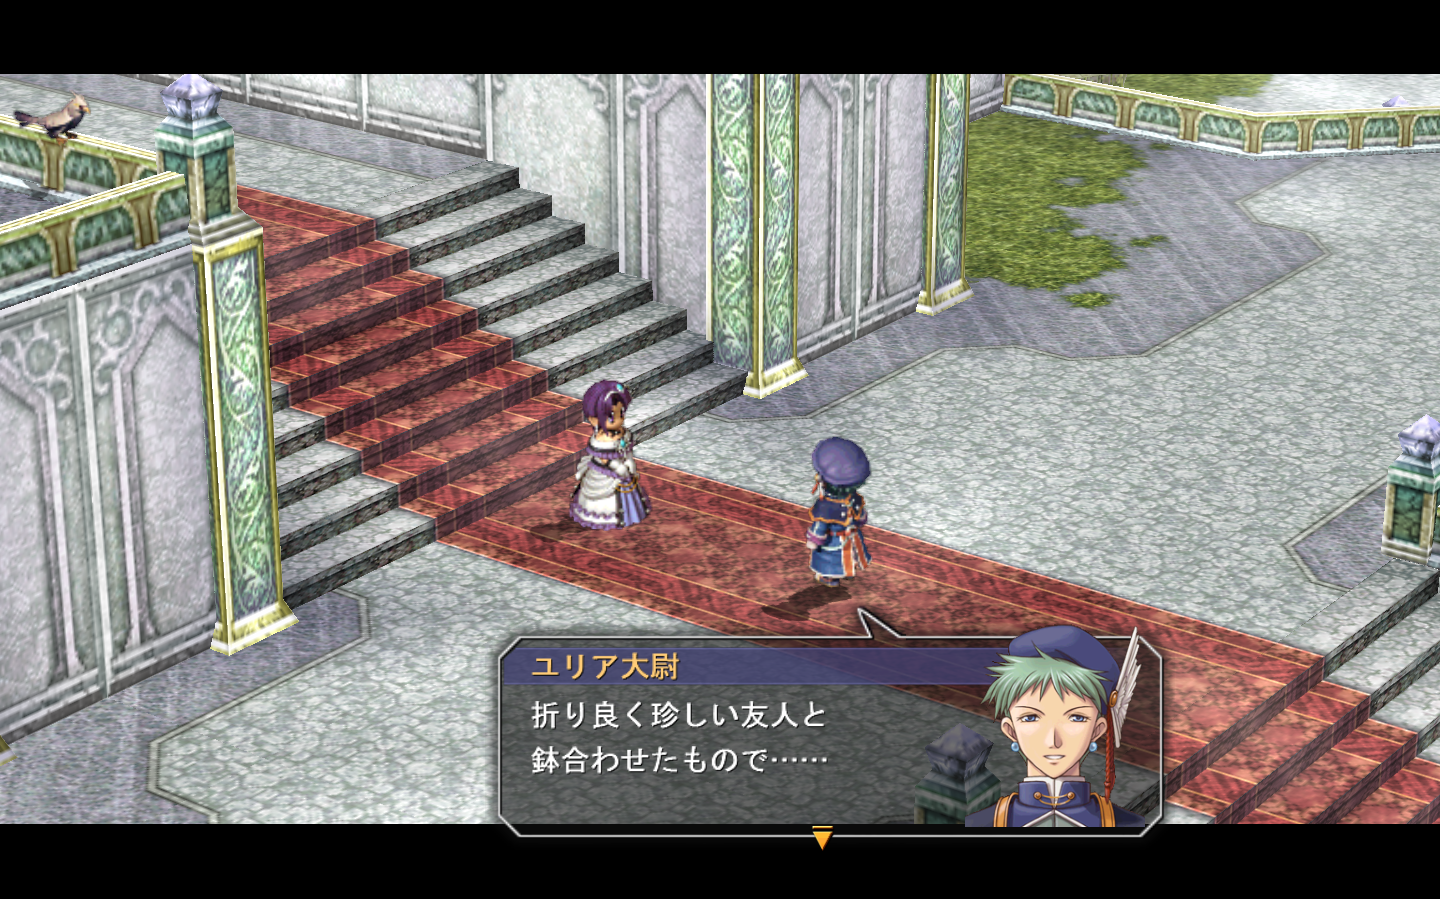 ユリア大尉
折り良く珍しい友人と
鉢合わせたもので……